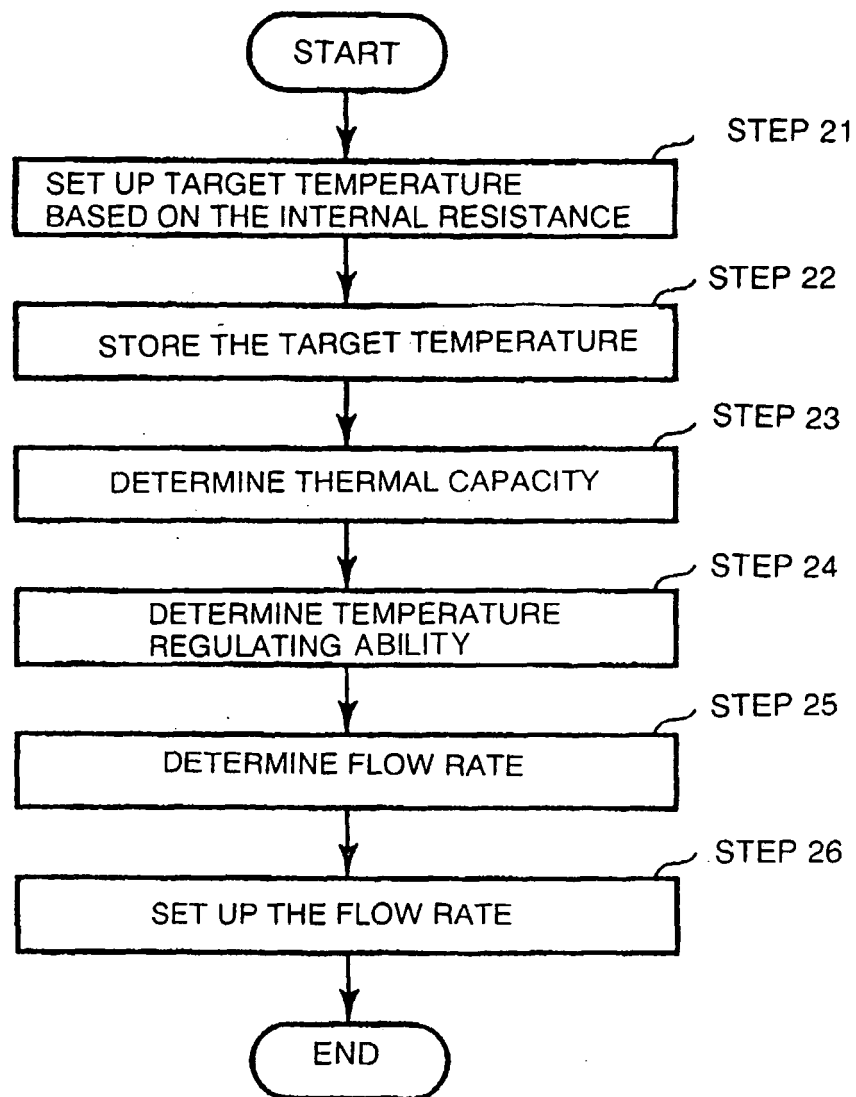 START
STEP 21
SET UP TARGET TEMPERATURE
BASED ON THE INTERNAL RESISTANCE
STEP 22
STORE THE TARGET TEMPERATURE
STEP 23
DETERMINE THERMAL CAPACITY
STEP 24
DETERMINE TEMPERATURE
REGULATING ABILITY
STEP 25
DETERMINE FLOW RATE
STEP 26
SET UP THE FLOW RATE
END